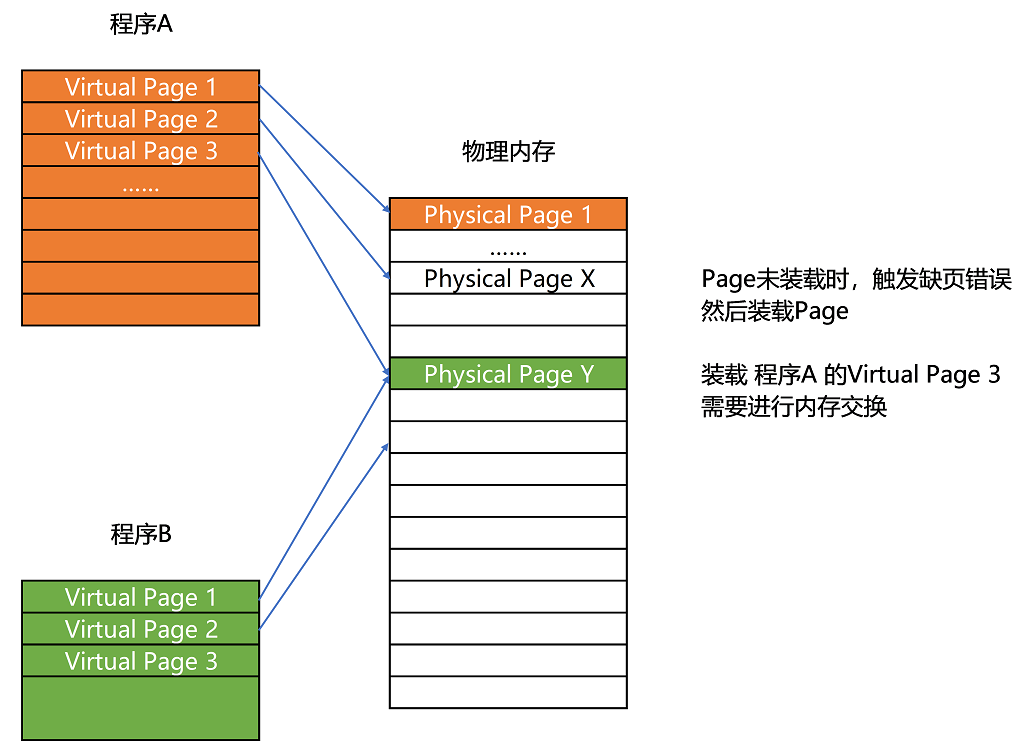 程序A
Virtual Page 1
Virtual Page 2
Virtual Page 3
……
物理内存
Physical Page 1
……
Physical Page X
Physical Page Y
Page未装载时，触发缺页错误
然后装载Page
装载 程序A 的Virtual Page 3
需要进行内存交换
程序B
Virtual Page 1
Virtual Page 2
Virtual Page 3